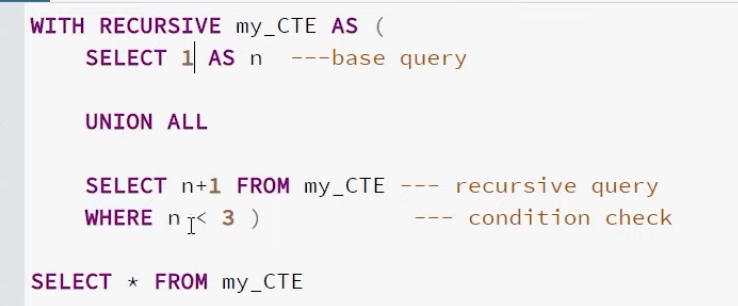 WITH RECURSIVE my_CTE AS (
SELECT 1 AS n ---base query
UNION ALL
SELECT n+1 FROM my_CTE --- recursive query
WHERE n < 3 ) --- condition check
SELECT * FROM my_CTE